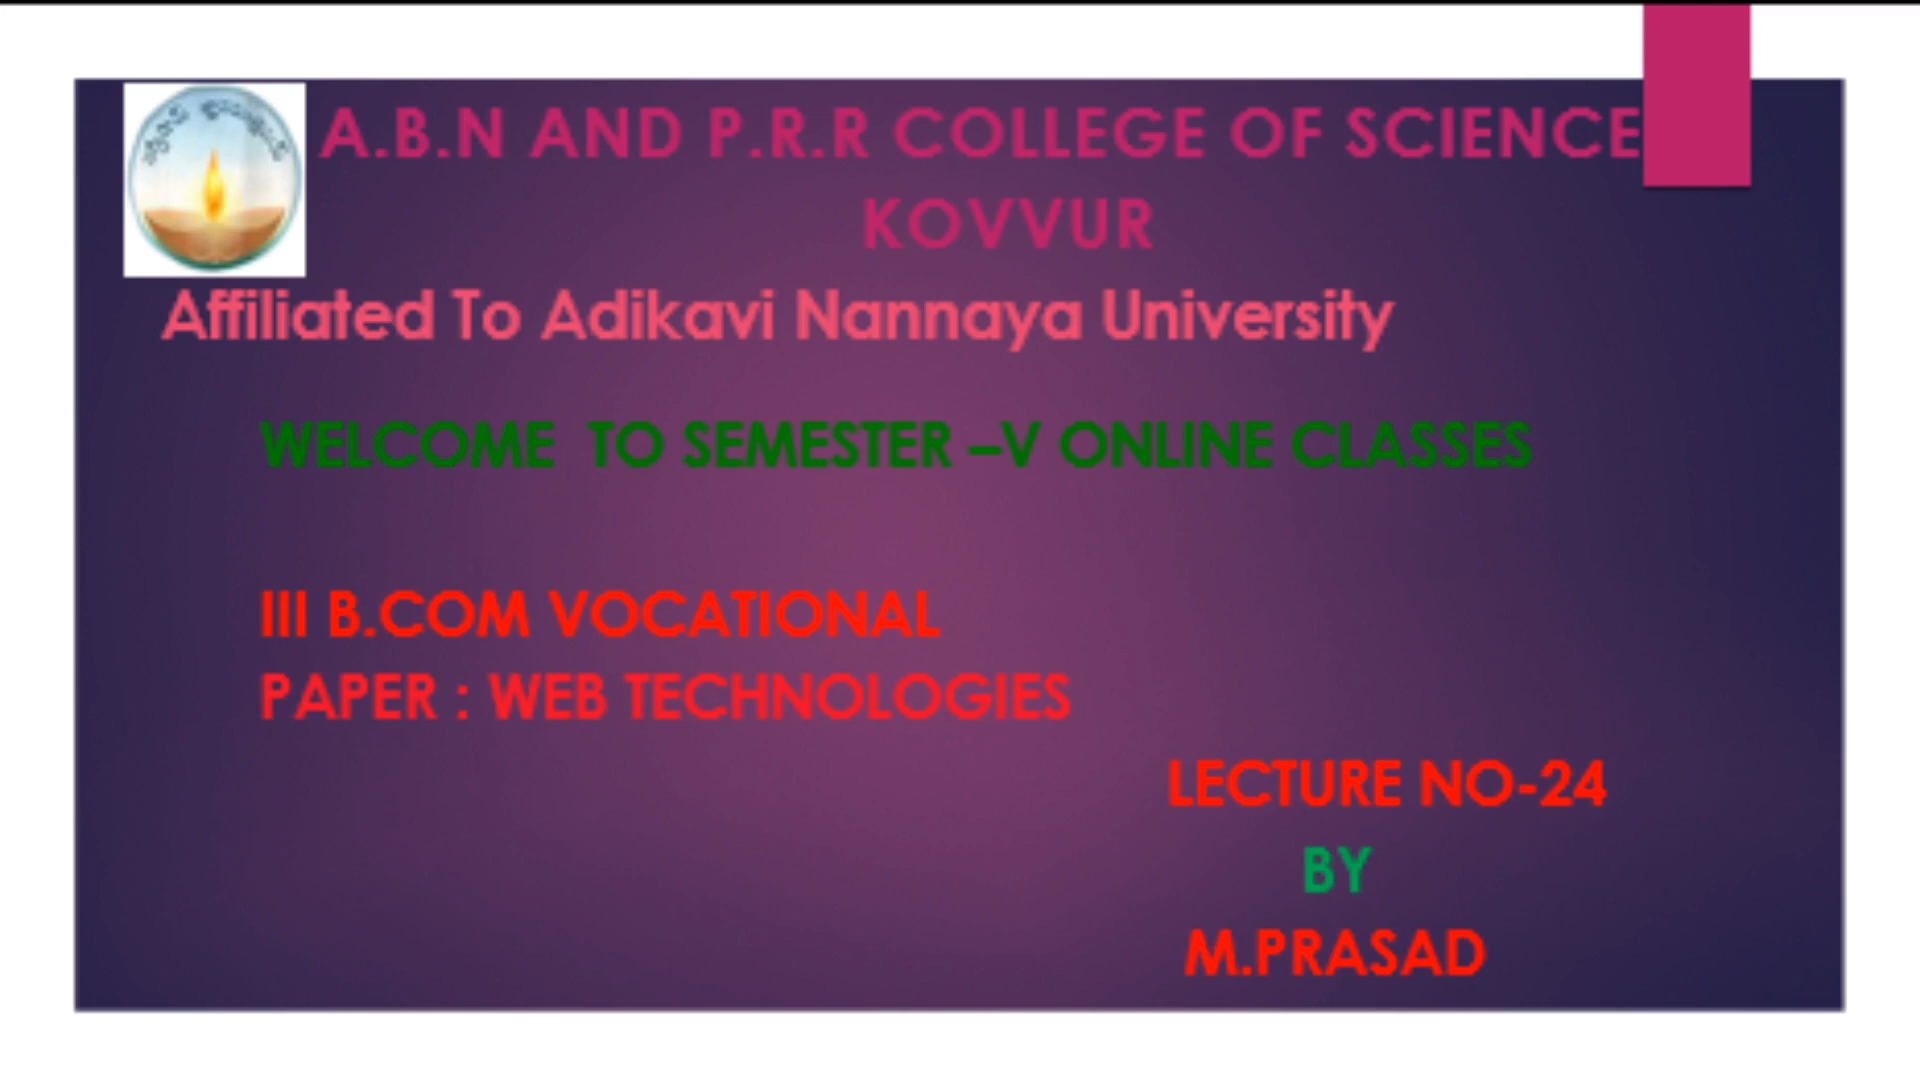 A.B.N AND P.R.R COLLEGE OF SCIENCE
KOVVUR
Affiliated To Adikavi Nannaya University
WELCOME TO SEMESTER –V ONLINE CLASSES
III B.COM VOCATIONAL
PAPER : WEB TECHNOLOGIES
LECTURE NO-24
BY
M.PRASAD